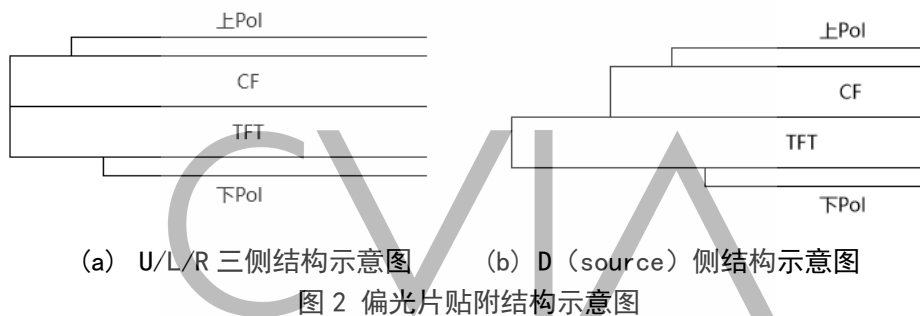 上Pol
CF
TFT
下Pol
上Pol
CF
TFT
下Pol
CVIA
(a) U/L/R 三侧结构示意图
(b) D（source）侧结构示意图
图 2 偏光片贴附结构示意图